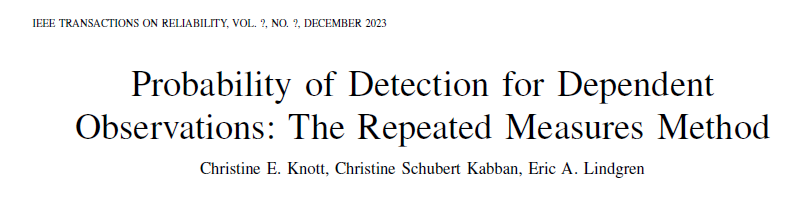 IEEE TRANSACTIONS ON RELIABILITY, VOL. ?, NO. ?, DECEMBER 2023
Probability of Detection for Dependent
Observations: The Repeated Measures Method
Christine E. Knott, Christine Schubert Kabban, Eric A. Lindgren